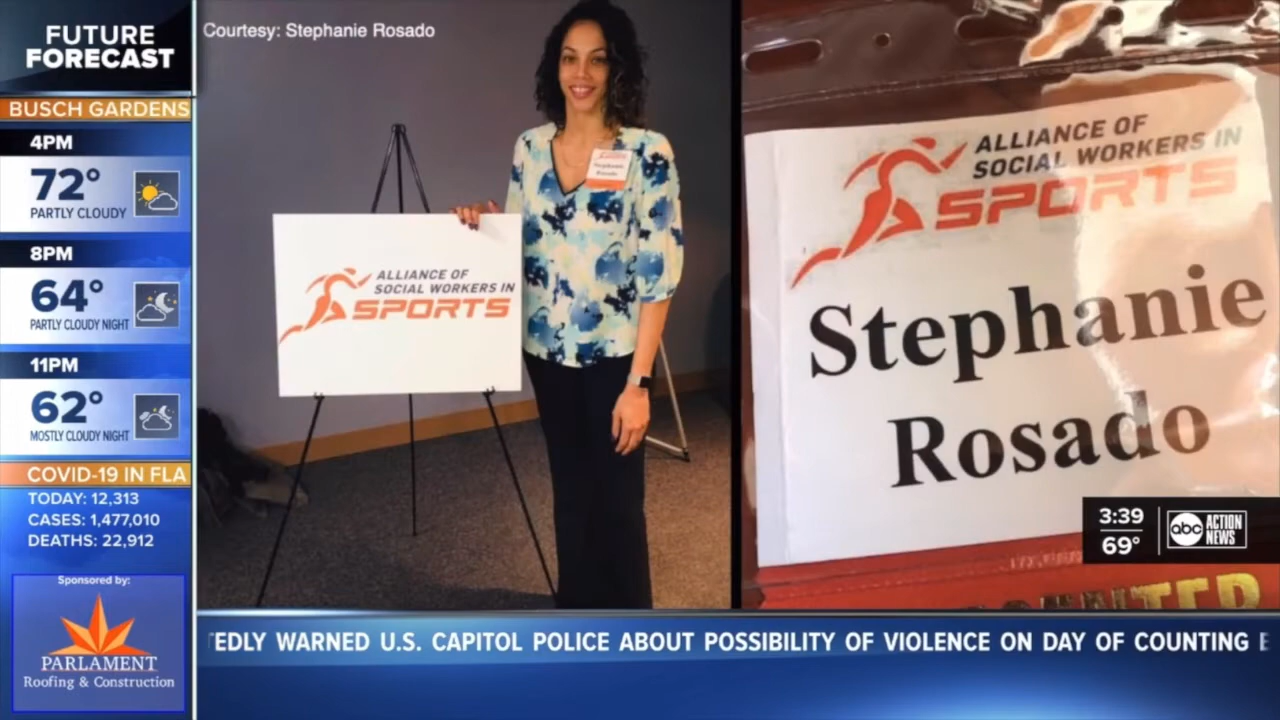 FUTURE
FORECAST
BUSCH GARDENS
4PM
72°
PARTLY CLOUDY
8PM
64°
PARTLY CLOUDY NIGHT
11PM
62°
MOSTLY CLOUDY NIGHT
COVID-19 IN FLA
TODAY: 12,313
CASES: 1,477,010
DEATHS: 22,912
Sponsored by:
PARLAMENT
Roofing & Construction
Courtesy: Stephanie Rosado
SPORTS
Stephanie
Rosado
ALLIANCE OF
SOCIAL WORKERS IN
SPORTS
ALLIANCE OF
SOCIAL WORKERS IN
SPORTS
Stephanie
Rosado
3:39
69°
abc
ACTION
NEWS
TEDLY WARNED U.S. CAPITOL POLICE ABOUT POSSIBILITY OF VIOLENCE ON DAY OF COUNTING